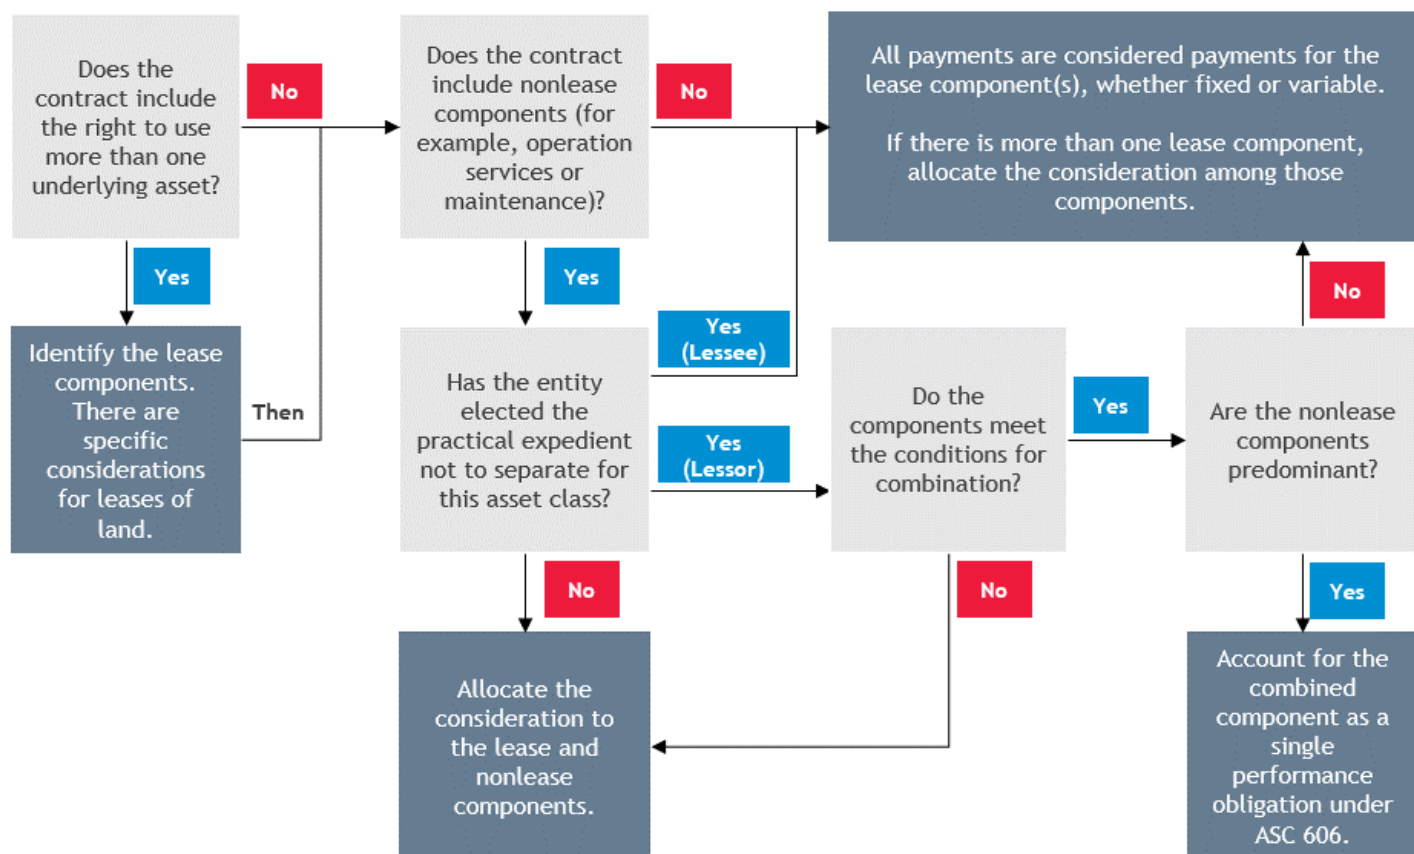 Does the
contract include
the right to use
more than one
underlying asset?
No
Does the contract
include nonlease
components (for
example, operation
services or
maintenance)?
No
All payments are considered payments for the
lease component(s), whether fixed or variable.
If there is more than one lease component,
allocate the consideration among those
components.
Yes
Yes
No
Identify the lease
components.
There are
specific
considerations
for leases of
land.
Then
Has the entity
elected the
practical expedient
not to separate for
this asset class?
Yes
(Lessee)
Yes
(Lessor)
Do the
components meet
the conditions for
combination?
Yes
Are the nonlease
components
predominant?
No
No
Yes
Allocate the
consideration to
the lease and
nonlease
components.
Account for the
combined
component as a
single
performance
obligation under
ASC 606.